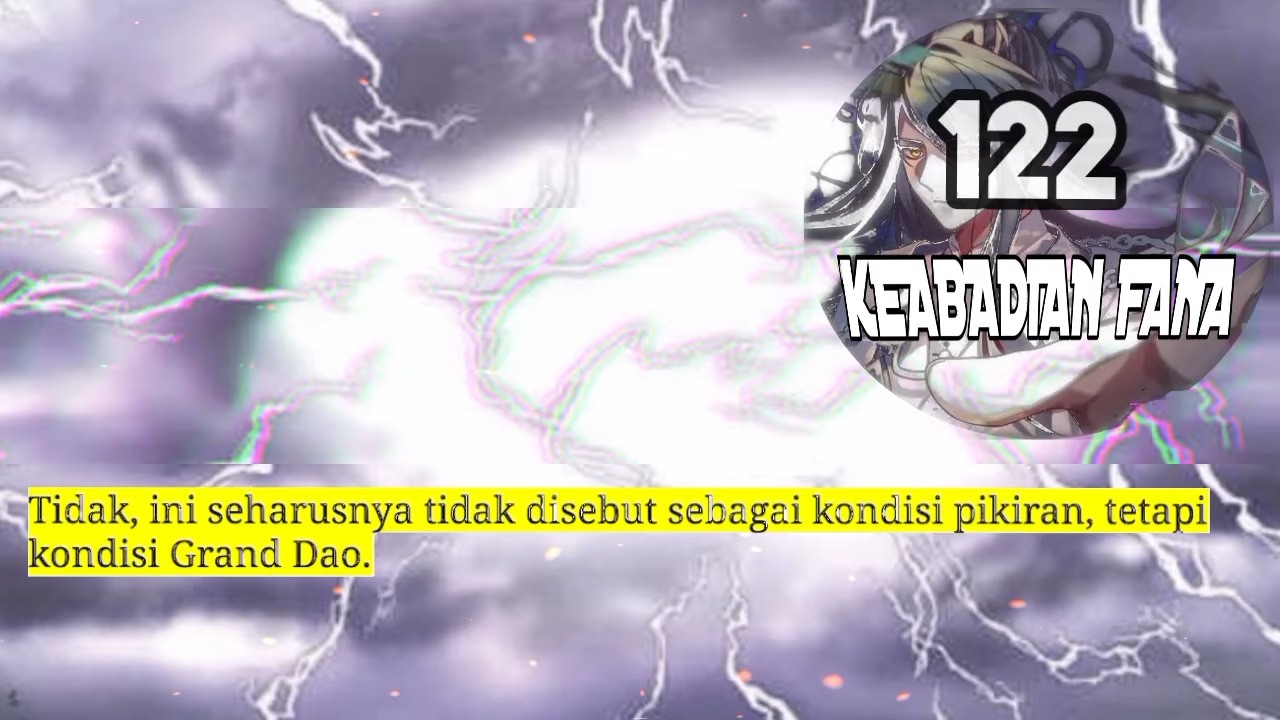 122
KEABADIAN FANA
Tidak, ini seharusnya tidak disebut sebagai kondisi pikiran, tetapi
kondisi Grand Dao.